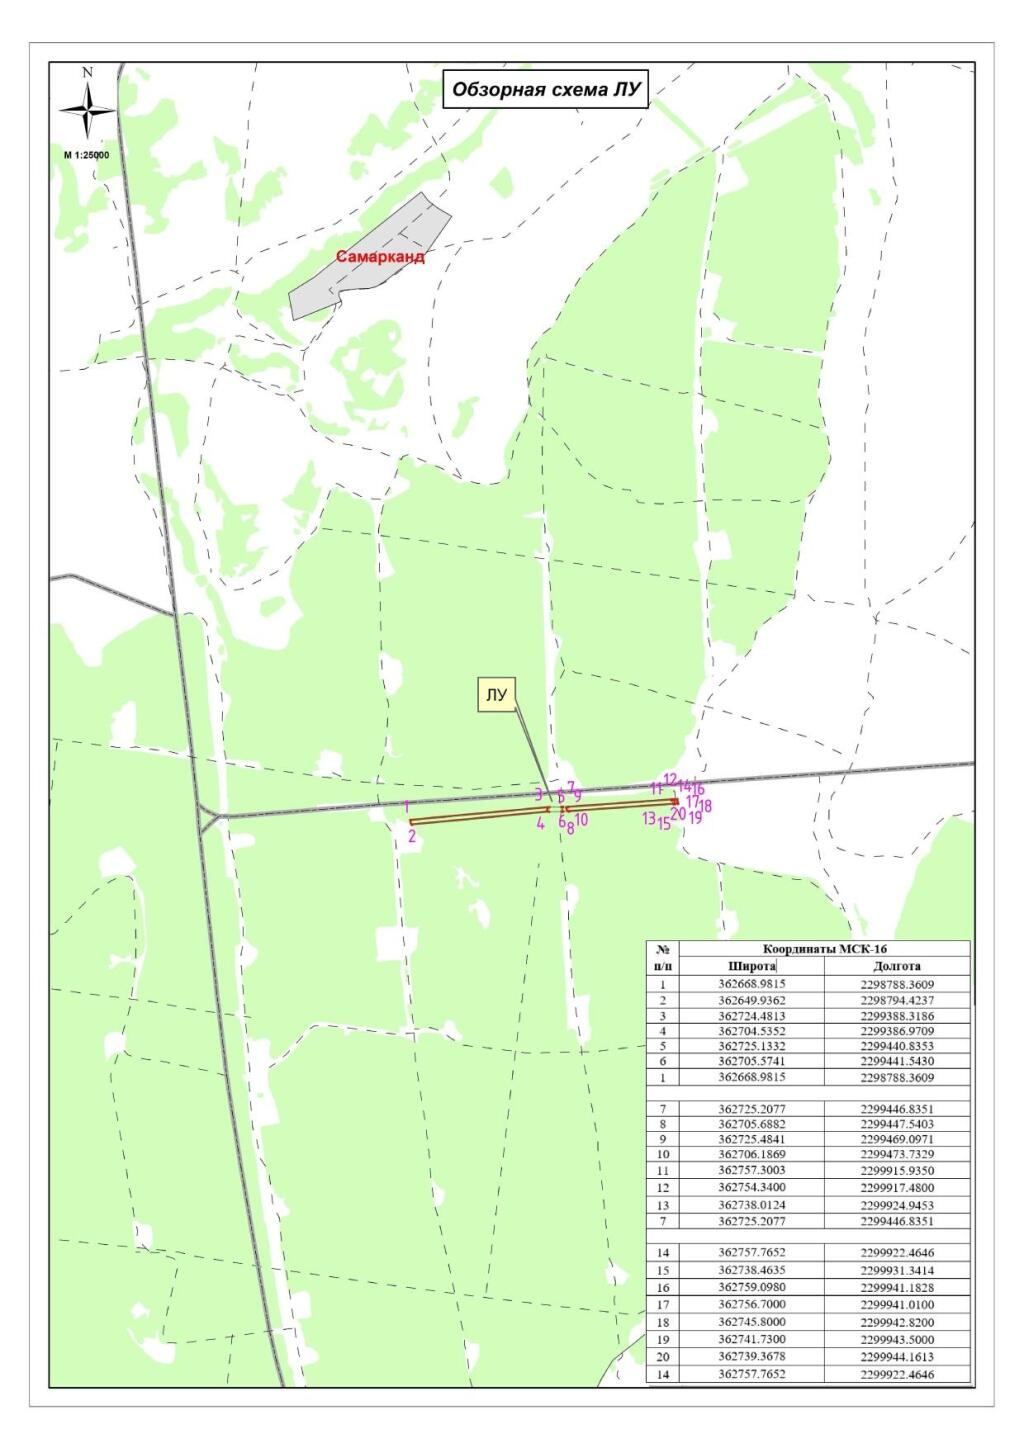 Обзорная схема ЛУ
N
М 1:25000
Самарканд
ЛУ
1
2
3
4
5
6
7
8
9
10
11
12
13
14
15
16
17
18
19
20
№ п/п Координаты МСК-16
Широта Долгота
1 362668.9815 2298788.3609
2 362649.9362 2298794.4237
3 362724.4813 2299388.3186
4 362704.5352 2299386.9709
5 362725.1332 2299440.8353
6 362705.5741 2299441.5430
1 362668.9815 2298788.3609
7 362725.2077 2299446.8351
8 362705.6882 2299447.5403
9 362725.4841 2299469.0971
10 362706.1869 2299473.7329
11 362757.3003 2299915.9350
12 362754.3400 2299917.4800
13 362738.0124 2299924.9453
7 362725.2077 2299446.8351
14 362757.7652 2299922.4646
15 362738.4635 2299931.3414
16 362759.0980 2299941.1828
17 362756.7000 2299941.0100
18 362745.8000 2299942.8200
19 362741.7300 2299943.5000
20 362739.3678 2299944.1613
14 362757.7652 2299922.4646